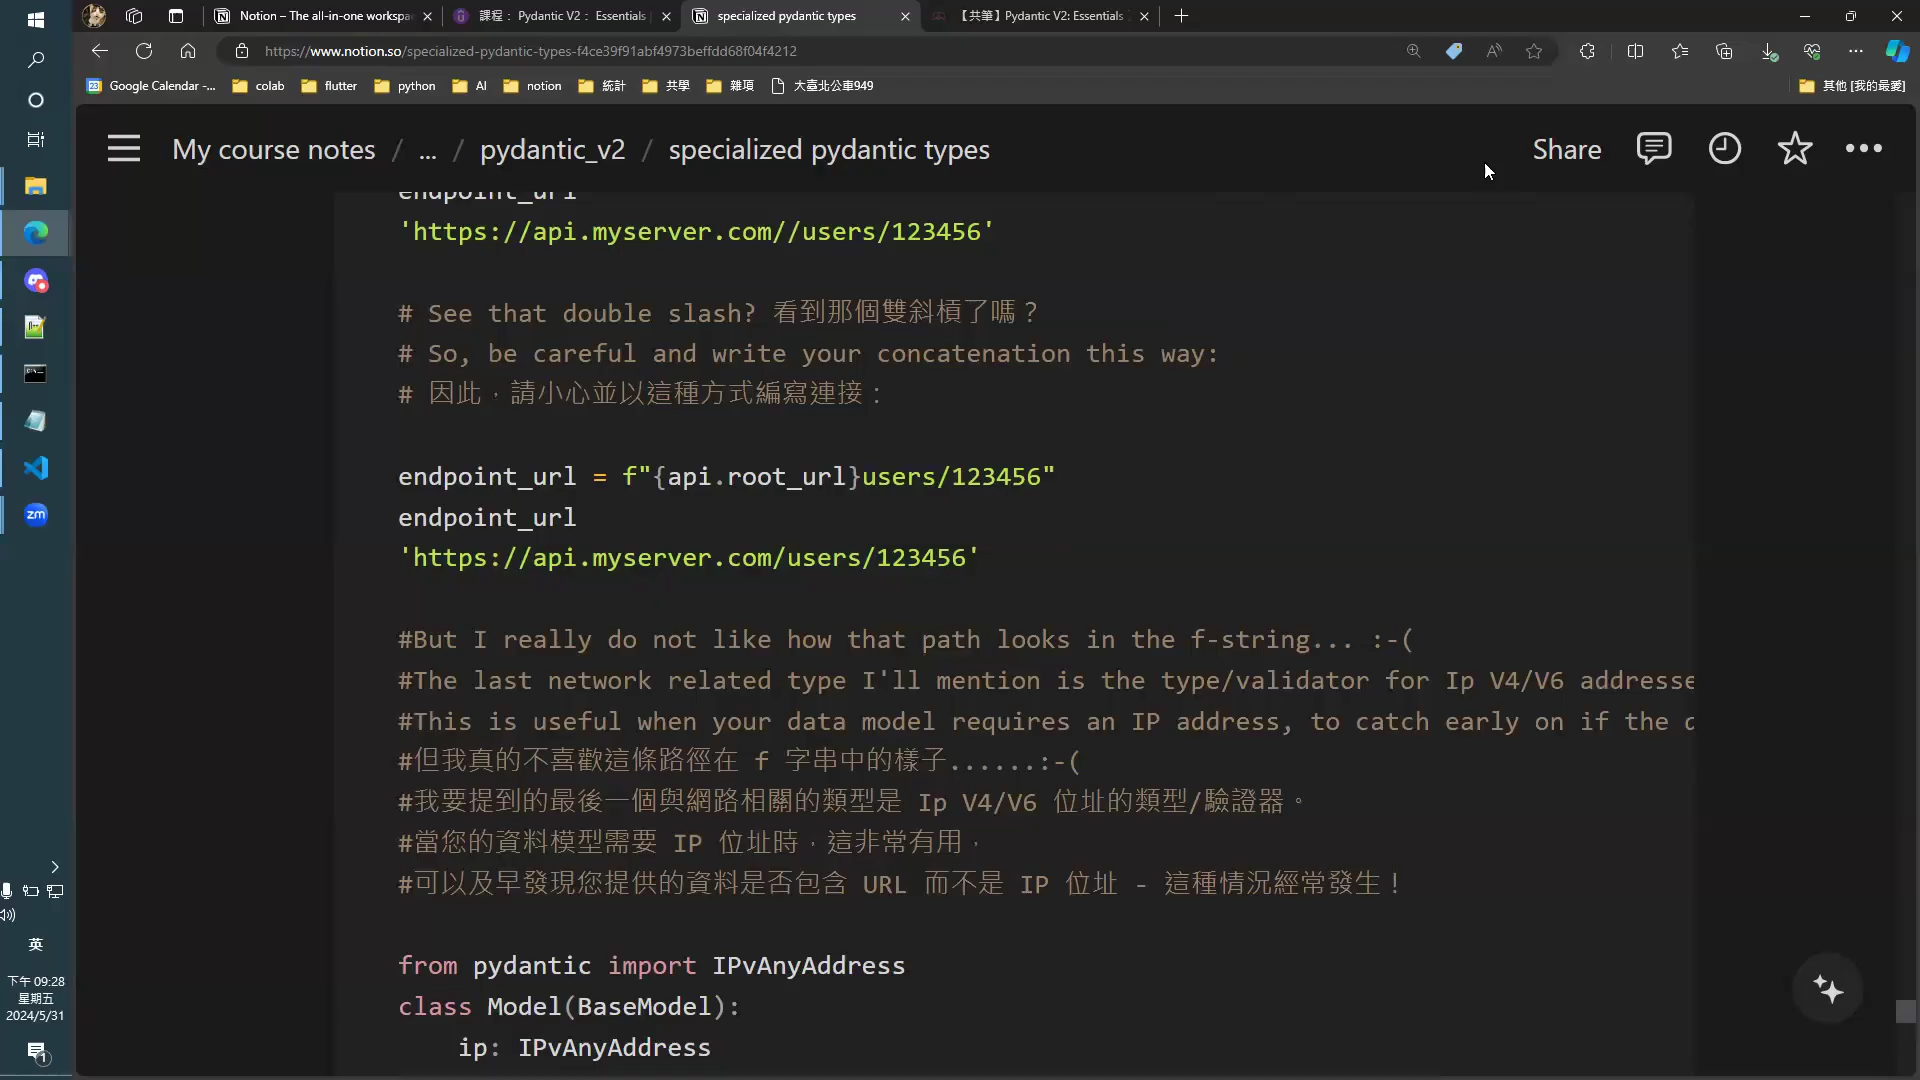 Notion – The all-in-one workspa
課程： Pydantic V2： Essentials
specialized pydantic types
【共筆】Pydantic V2: Essentials
https://www.notion.so/specialized-pydantic-types-f4ce39f91abf4973beffdd68f04f4212
Google Calendar -...
colab
flutter
python
AI
notion
統計
共學
雜項
大臺北公車949
其他 [我的最愛]
My course notes / ... / pydantic_v2 / specialized pydantic types
Share
endpoint_url
'https://api.myserver.com//users/123456'
# See that double slash? 看到那個雙斜槓了嗎？
# So, be careful and write your concatenation this way:
# 因此，請小心並以這種方式編寫連接：
endpoint_url = f"{api.root_url}users/123456"
endpoint_url
'https://api.myserver.com/users/123456'
#But I really do not like how that path looks in the f-string... :-(
#The last network related type I'll mention is the type/validator for Ip V4/V6 addresse
#This is useful when your data model requires an IP address, to catch early on if the
#但我真的不喜歡這條路徑在 f 字串中的樣子......:-(
#我要提到的最後一個與網路相關的類型是 Ip V4/V6 位址的類型/驗證器。
#當您的資料模型需要 IP 位址時，這非常有用，
#可以及早發現您提供的資料是否包含 URL 而不是 IP 位址 - 這種情況經常發生！
from pydantic import IPvAnyAddress
class Model(BaseModel):
ip: IPvAnyAddress
zm
英
下午 09:28
星期五
2024/5/31
1